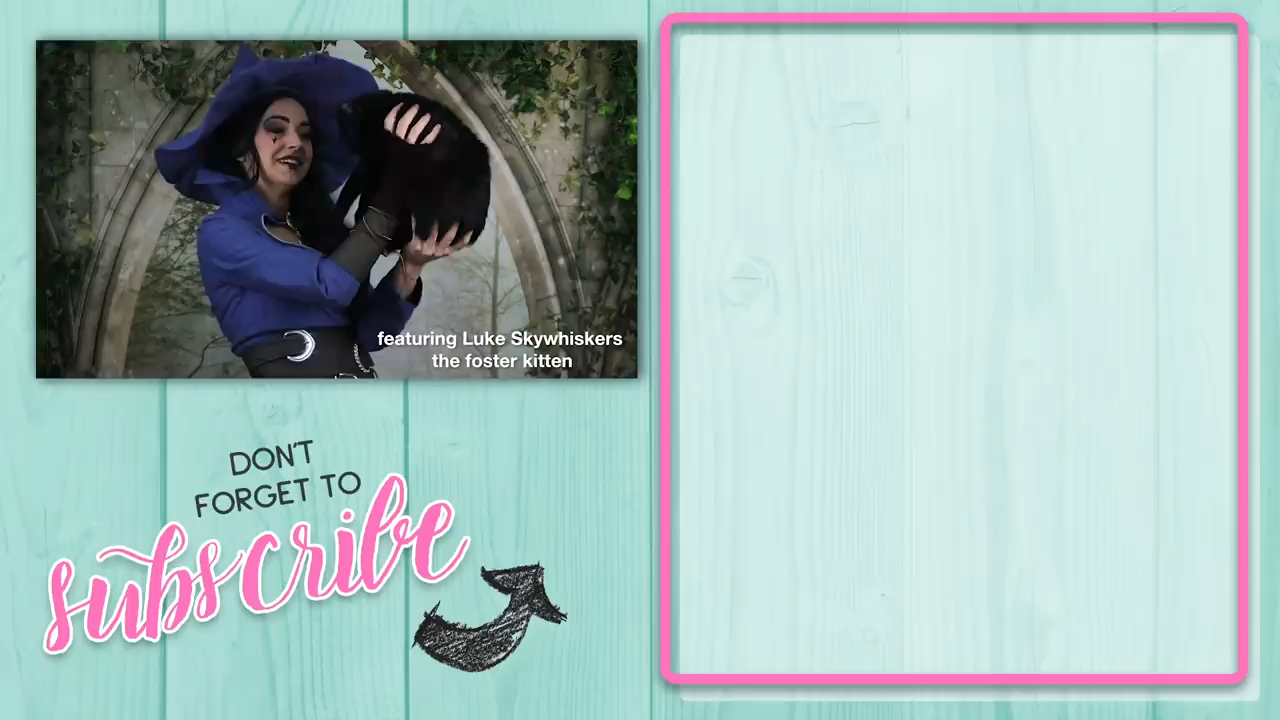 featuring Luke Skywhiskers
the foster kitten
DON'T
FORGET TO
subscribe